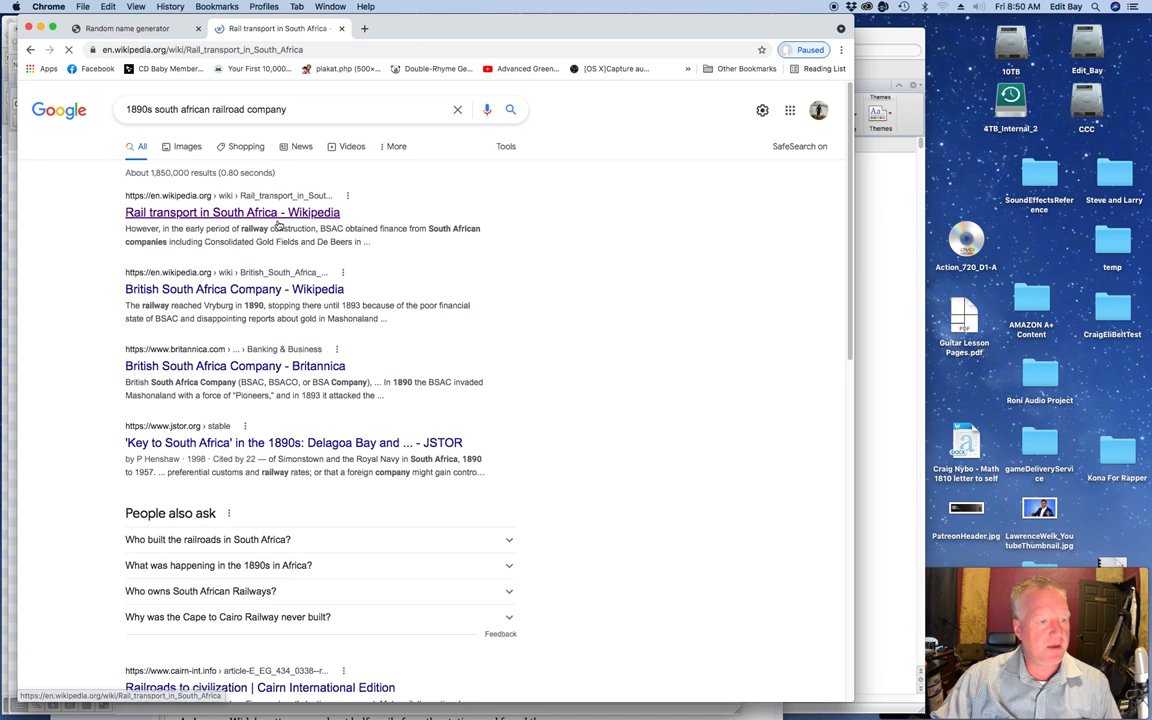 Chrome File Edit View History Bookmarks Profiles Tab Window Help
Fri 8:50 AM Edit Bay
Random name generator
Rail transport in South Africa -
en.wikipedia.org/wiki/Rail_transport_in_South_Africa
Paused
Apps Facebook CD Baby Member... Your First 10,000... plakat.php (500×... Double-Rhyme Ge... Advanced Green... [OS X]Capture au... » Other Bookmarks Reading List
Google
1890s south african railroad company
All Images Shopping News Videos More Tools SafeSearch on
About 1,850,000 results (0.80 seconds)
https://en.wikipedia.org › wiki › Rail_transport_in_Sout...
Rail transport in South Africa - Wikipedia
However, in the early period of railway construction, BSAC obtained finance from South African
companies including Consolidated Gold Fields and De Beers in ...
https://en.wikipedia.org › wiki › British_South_Africa_...
British South Africa Company - Wikipedia
The railway reached Vryburg in 1890, stopping there until 1893 because of the poor financial
state of BSAC and disappointing reports about gold in Mashonaland ...
https://www.britannica.com › ... › Banking & Business
British South Africa Company - Britannica
British South Africa Company (BSAC, BSACO, or BSA Company), ... In 1890 the BSAC invaded
Mashonaland with a force of “Pioneers,” and in 1893 it attacked the ...
https://www.jstor.org › stable
'Key to South Africa' in the 1890s: Delagoa Bay and ... - JSTOR
by P Henshaw · 1998 · Cited by 22 — of Simonstown and the Royal Navy in South Africa, 1890
to 1957. ... preferential customs and railway rates; or that a foreign company might gain contro...
People also ask
Who built the railroads in South Africa?
What was happening in the 1890s in Africa?
Who owns South African Railways?
Why was the Cape to Cairo Railway never built?
Feedback
https://www.cairn-int.info › article-E_EG_434_0338--r...
Railroads to civilization | Cairn International Edition
https://en.wikipedia.org/wiki/Rail_transport_in_South_Africa
Themes
Aa
Themes
10TB
Edit_Bay
4TB_Internal_2
CCC
SoundEffectsRefer
ence
Steve and Larry
Action_720_D1-A
temp
PDF
Guitar Lesson
Pages.pdf
AMAZON A+
Content
CraigEliBeltTest
Roni Audio Project
DOCX
Craig Nybo - Math
1810 letter to self
gameDeliveryServi
ce
Kona For Rapper
PatreonHeader.jpg
LawrenceWelk_You
tubeThumbnail.jpg